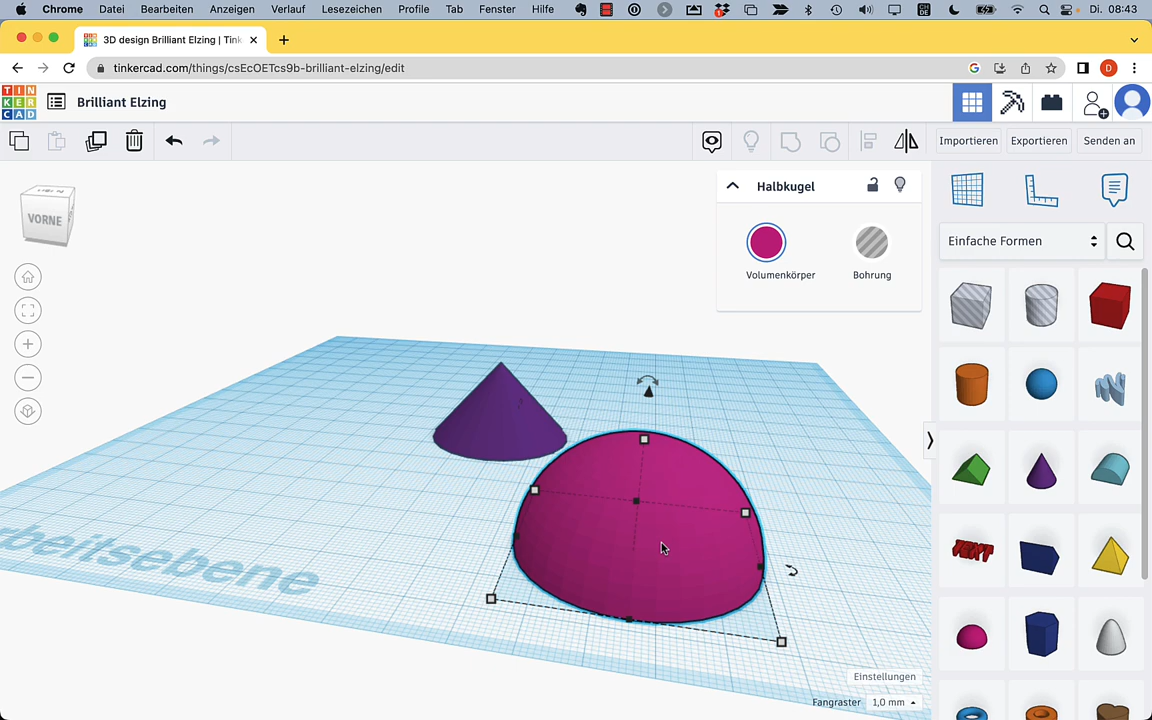 Chrome Datei Bearbeiten Anzeigen Verlauf Lesezeichen Profile Tab Fenster Hilfe Di. 08:43
3D design Brilliant Elzing | Tink
tinkercad.com/things/csEcOETcs9b-brilliant-elzing/edit
D
TIN
KER
CAD
Brilliant Elzing
Importieren Exportieren Senden an
VORNE
Halbkugel
Volumenkörper Bohrung
Einfache Formen
TEXT
rbeitsebene
Einstellungen
Fangraster 1,0 mm